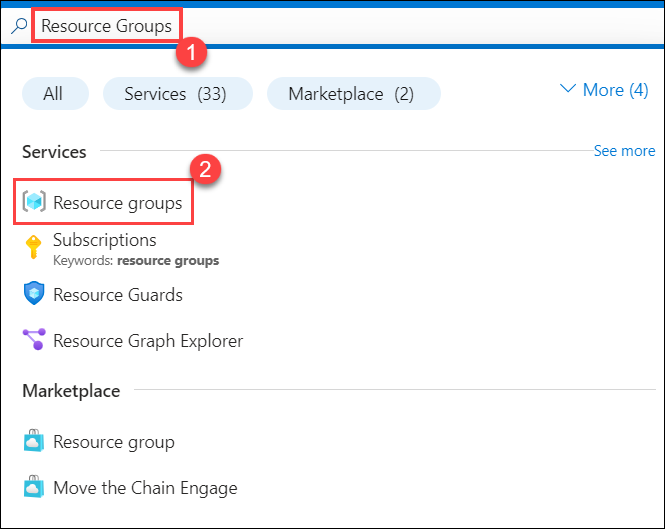 Resource Groups
1
All
Services (33)
Marketplace (2)
More (4)
Services
See more
2
Resource groups
Subscriptions
Keywords: resource groups
Resource Guards
Resource Graph Explorer
Marketplace
Resource group
Move the Chain Engage